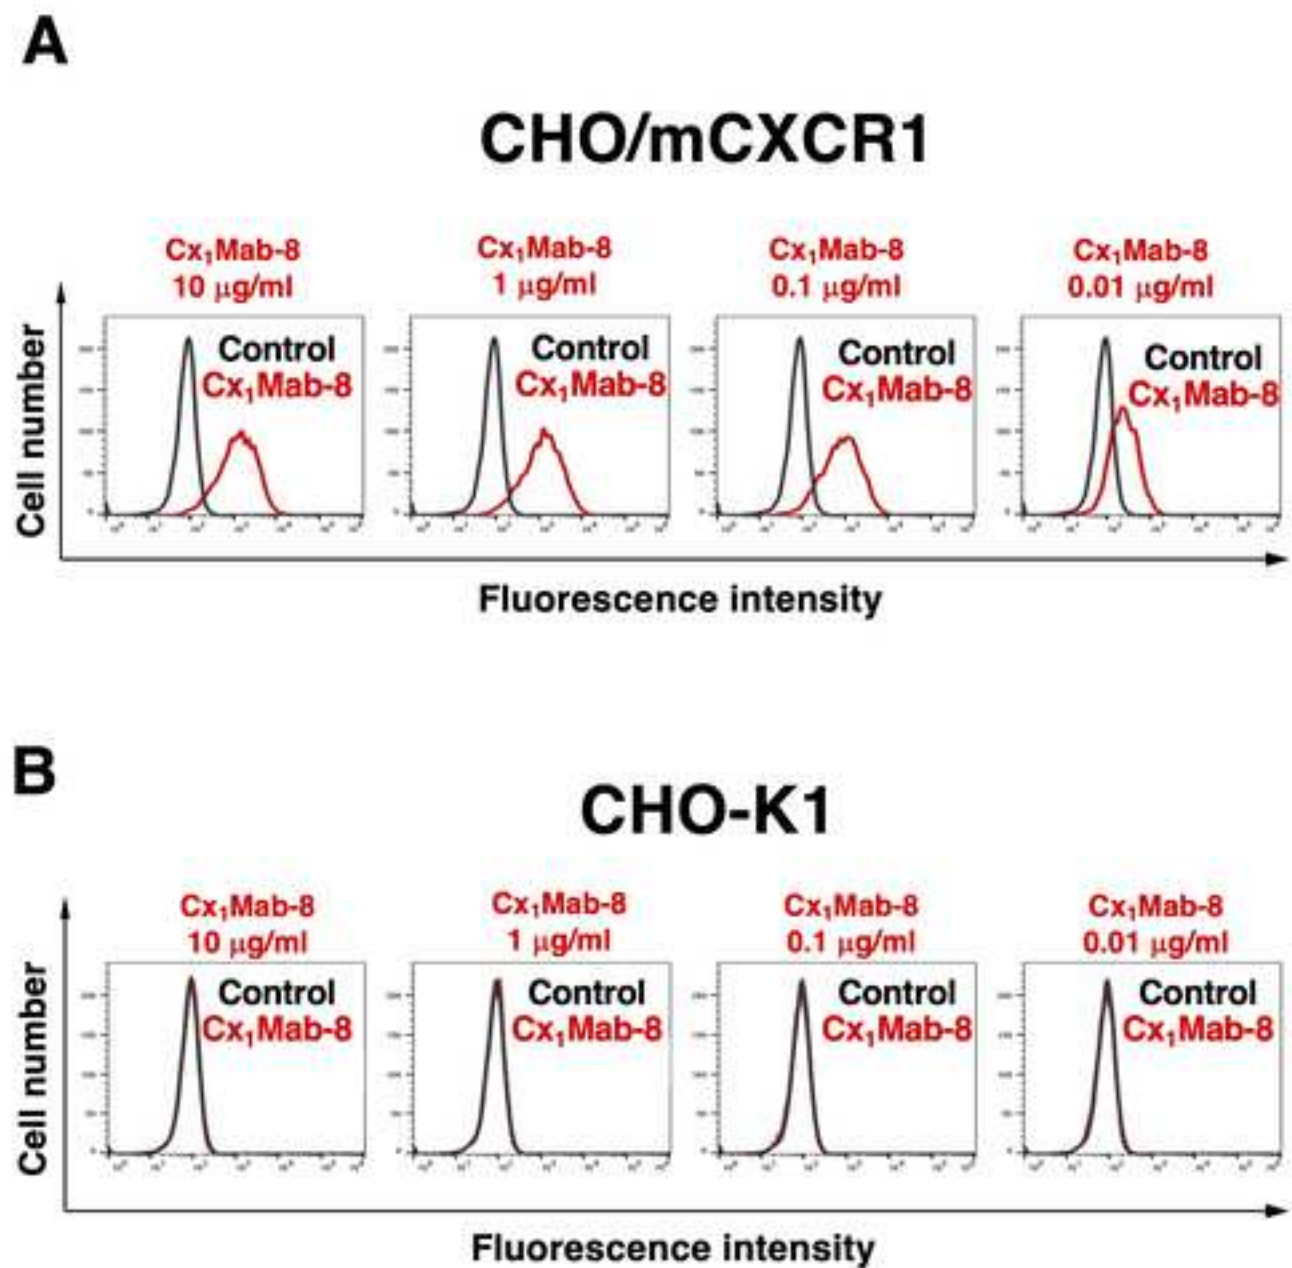 A
CHO/mCXCR1
Cx₁Mab-8
10 μg/ml
Cx₁Mab-8
1 μg/ml
Cx₁Mab-8
0.1 μg/ml
Cx₁Mab-8
0.01 μg/ml
Cell number
Control
Cx₁Mab-8
Control
Cx₁Mab-8
Control
Cx₁Mab-8
Control
Cx₁Mab-8
Fluorescence intensity
B
CHO-K1
Cx₁Mab-8
10 μg/ml
Cx₁Mab-8
1 μg/ml
Cx₁Mab-8
0.1 μg/ml
Cx₁Mab-8
0.01 μg/ml
Cell number
Control
Cx₁Mab-8
Control
Cx₁Mab-8
Control
Cx₁Mab-8
Control
Cx₁Mab-8
Fluorescence intensity